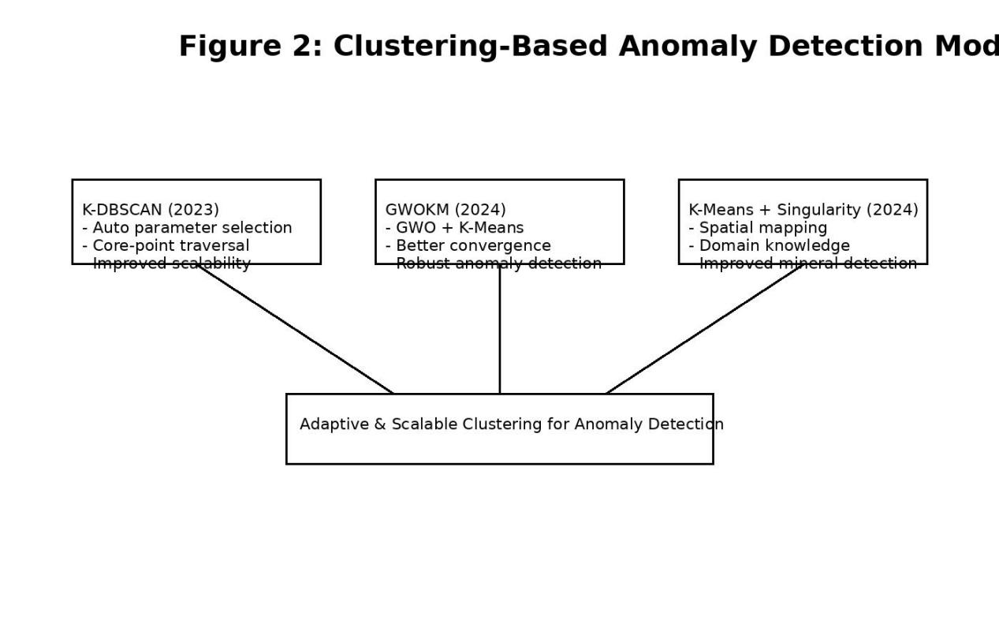 Figure 2: Clustering-Based Anomaly Detection Mod
K-DBSCAN (2023)
- Auto parameter selection
- Core-point traversal
- Improved scalability
GWOKM (2024)
- GWO + K-Means
- Better convergence
- Robust anomaly detection
K-Means + Singularity (2024)
- Spatial mapping
- Domain knowledge
- Improved mineral detection
Adaptive & Scalable Clustering for Anomaly Detection